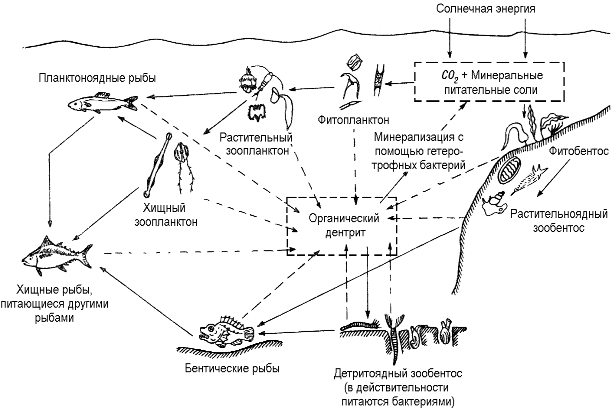 Солнечная энергия
CO2 + Минеральные
питательные соли
Планктоноядные рыбы
Растительный
зоопланктон
Фитопланктон
Минерализация с
помощью гетеро-
трофных бактерий
Фитобентос
Хищный
зоопланктон
Органический
дентрит
Растительноядный
зообентос
Хищные рыбы,
питающиеся другими
рыбами
Бентические рыбы
Детритоядный зообентос
(в действительности
питаются бактериями)